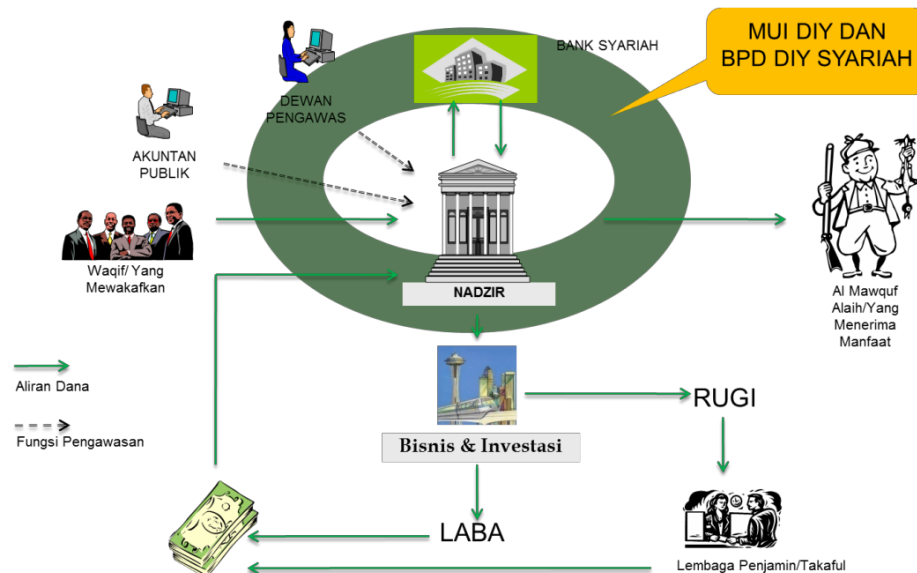 MUI DIY DAN
BPD DIY SYARIAH
BANK SYARIAH
DEWAN
PENGAWAS
AKUNTAN
PUBLIK
Waqif/ Yang
Mewakafkan
NADZIR
Al Mawquf
Alaih/Yang
Menerima
Manfaat
Aliran Dana
Fungsi Pengawasan
Bisnis & Investasi
RUGI
LABA
Lembaga Penjamin/Takaful